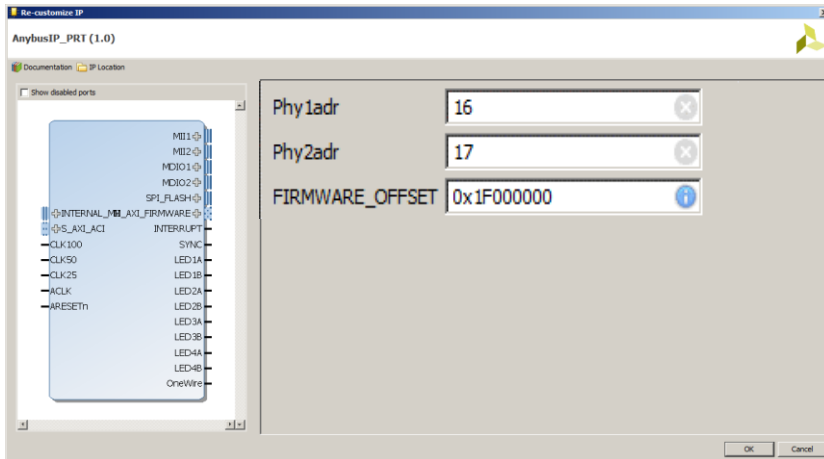 Re-customize IP
AnybusIP_PRT (1.0)
Documentation IP Location
Show disabled ports
MII1
MII2
MDIO1
MDIO2
SPI_FLASH
INTERNAL_M _AXI_FIRMWARE
S_AXI_ACI INTERRUPT
CLK100 SYNC
CLK50 LED1A
CLK25 LED1B
ACLK LED2A
ARESETn LED2B
LED3A
LED3B
LED4A
LED4B
OneWire
Phy1adr 16
Phy2adr 17
FIRMWARE_OFFSET 0x1F000000
OK Cancel